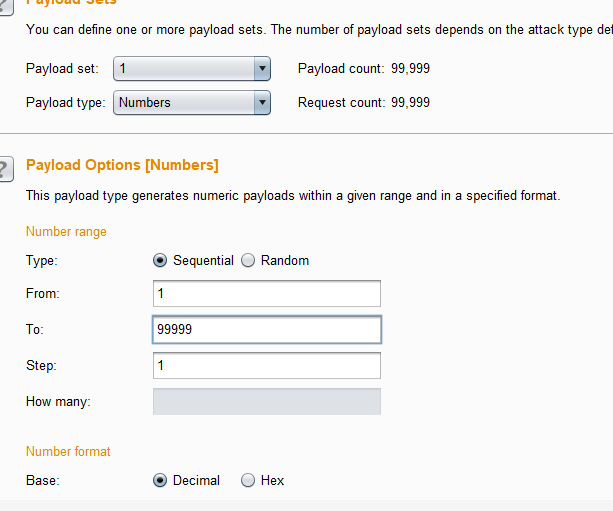 Payload Sets
You can define one or more payload sets. The number of payload sets depends on the attack type def
Payload set: 1 Payload count: 99,999
Payload type: Numbers Request count: 99,999
? Payload Options [Numbers]
This payload type generates numeric payloads within a given range and in a specified format.
Number range
Type: Sequential Random
From: 1
To: 99999
Step: 1
How many:
Number format
Base: Decimal Hex